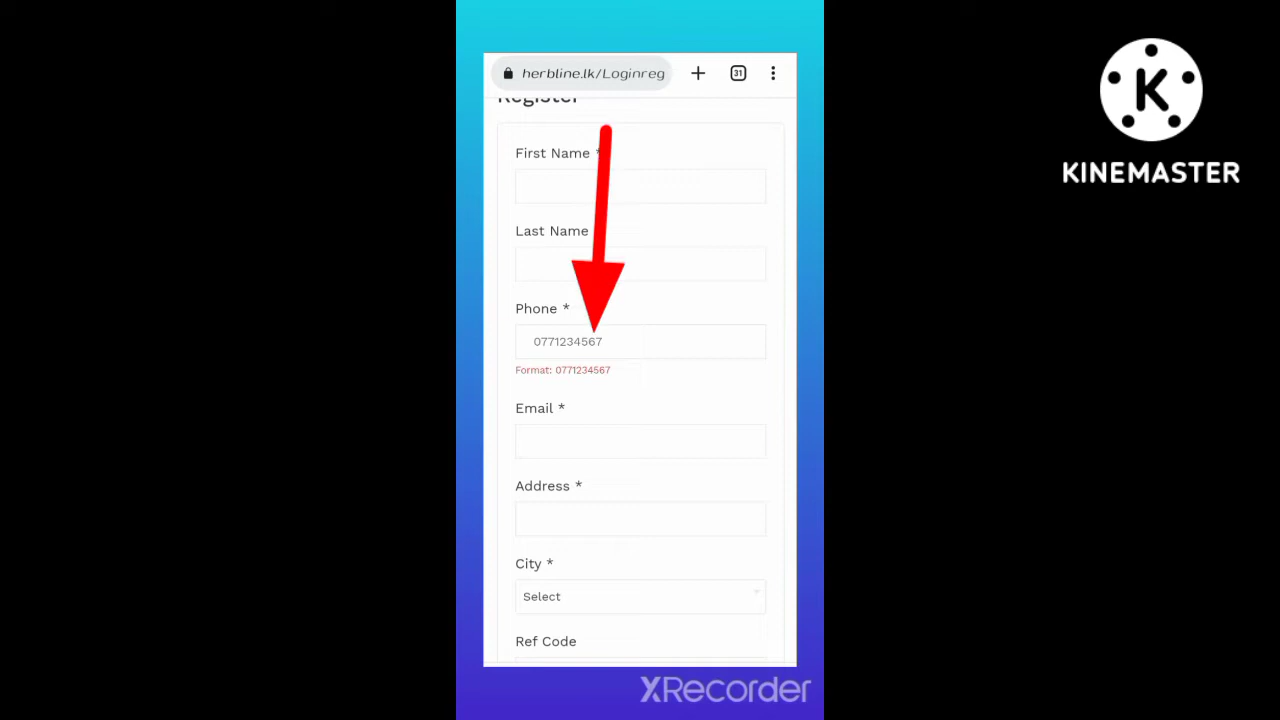 herbline.lk/Loginreg
31
Register
First Name *
Last Name
Phone *
0771234567
Format: 0771234567
Email *
Address *
City *
Select
Ref Code
K
KINEMASTER
XRecorder